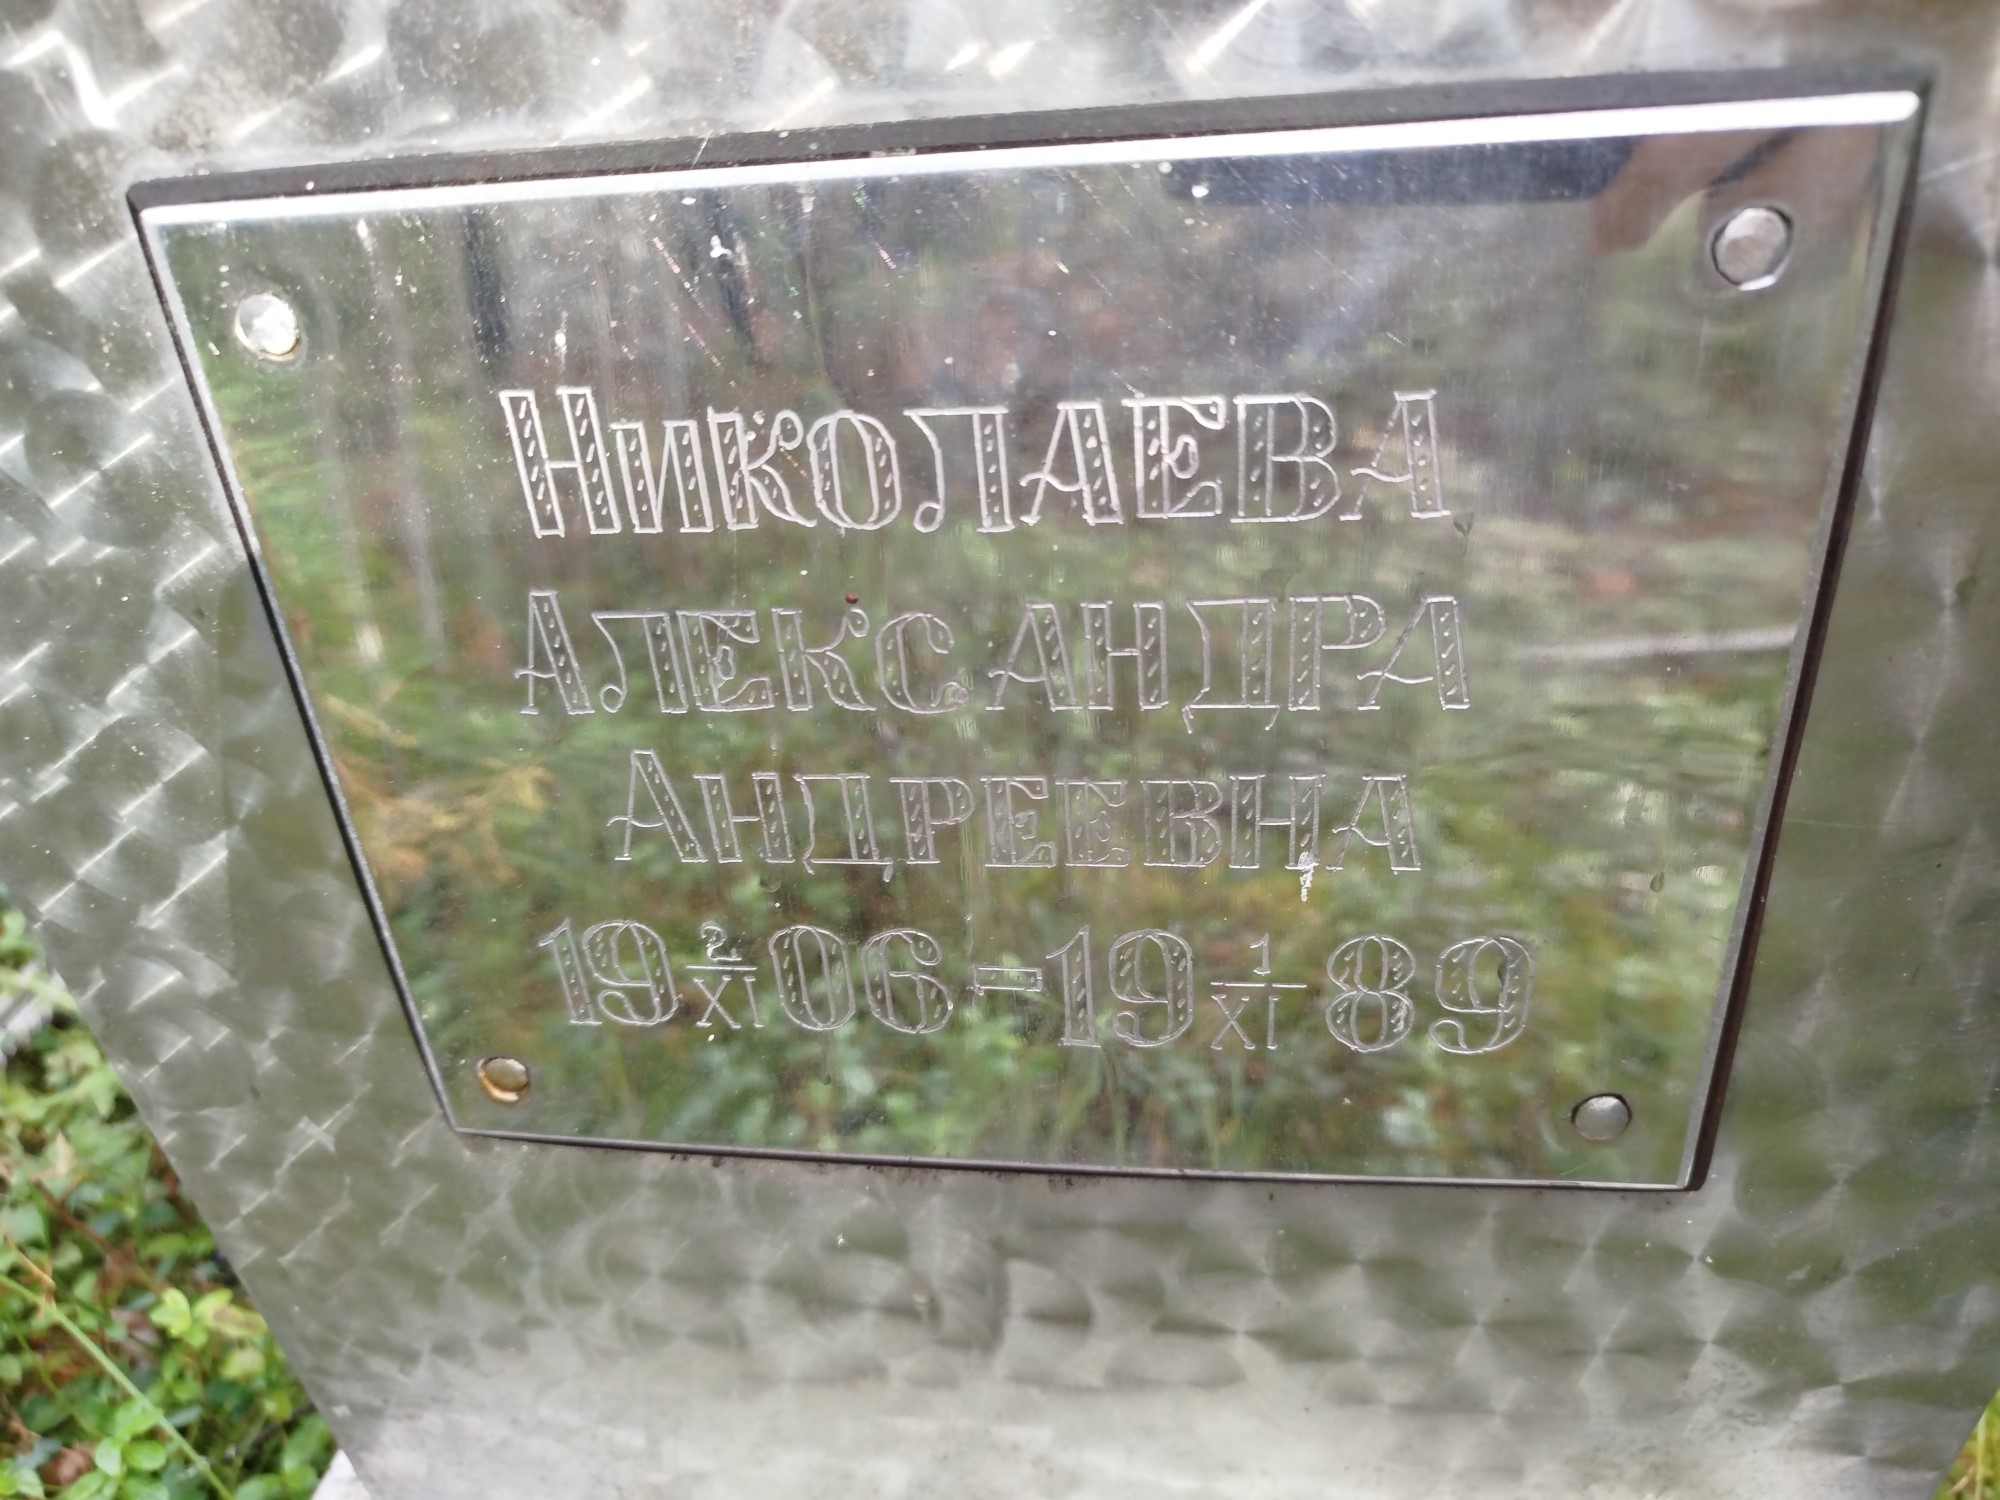 Николаева
Александра
Андреевна
19 2/XI 06 - 19 1/XI 89